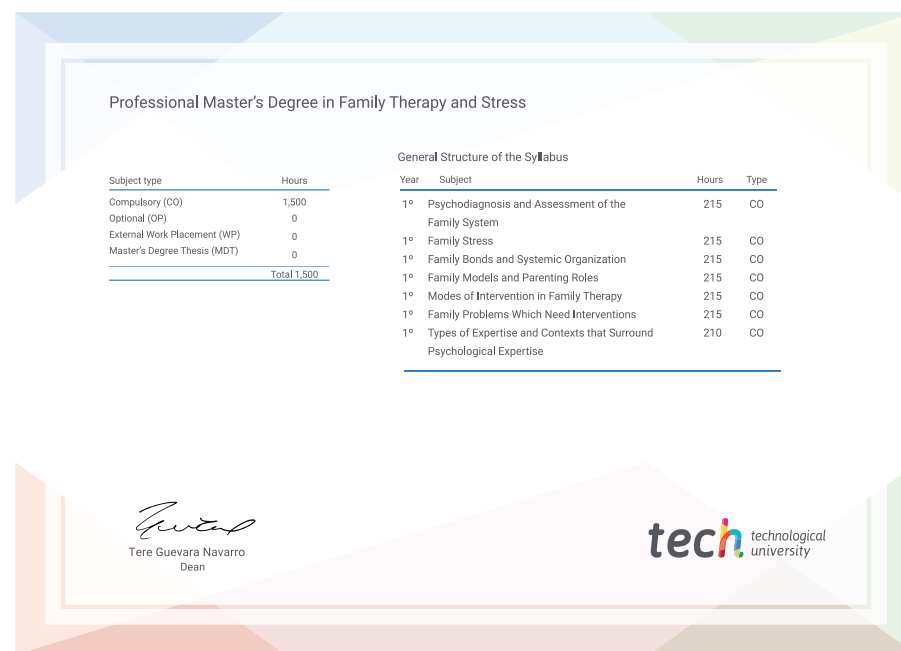 Professional Master's Degree in Family Therapy and Stress
General Structure of the Syllabus
Subject type Hours
Compulsory (CO) 1,500
Optional (OP) 0
External Work Placement (WP) 0
Master's Degree Thesis (MDT) 0
Total 1,500
Year Subject Hours Type
1º Psychodiagnosis and Assessment of the 215 CO
Family System
1º Family Stress 215 CO
1º Family Bonds and Systemic Organization 215 CO
1º Family Models and Parenting Roles 215 CO
1º Modes of Intervention in Family Therapy 215 CO
1º Family Problems Which Need Interventions 215 CO
1º Types of Expertise and Contexts that Surround 210 CO
Psychological Expertise
Tere Guevara Navarro
Dean
tech technological
university